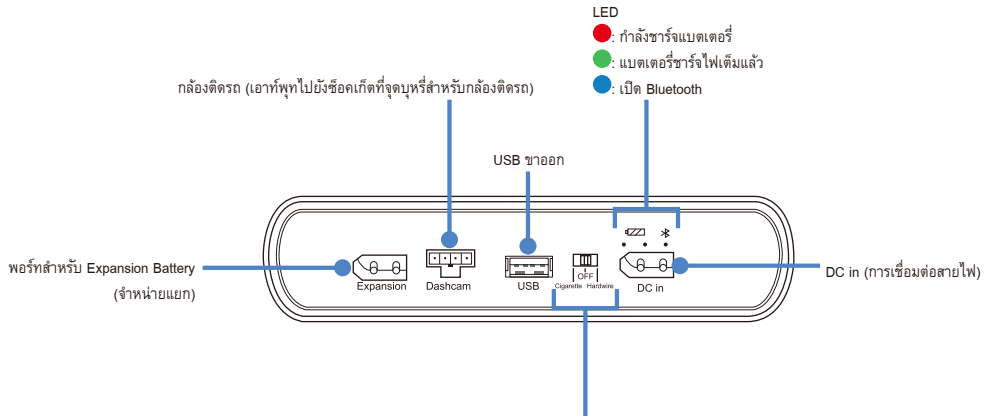 LED
: กำลังชาร์จแบตเตอรี่
: แบตเตอรี่ชาร์จไฟเต็มแล้ว
: เปิด Bluetooth
กล้องติดรถ (เอาท์พุทไปยังซ็อคเก็ตที่จุดบุหรี่สำหรับกล้องติดรถ)
USB ขาออก
พอร์ทสำหรับ Expansion Battery
(จำหน่ายแยก)
DC in (การเชื่อมต่อสายไฟ)
OFF
Expansion Dashcam USB Cigarette Hardwire DC in